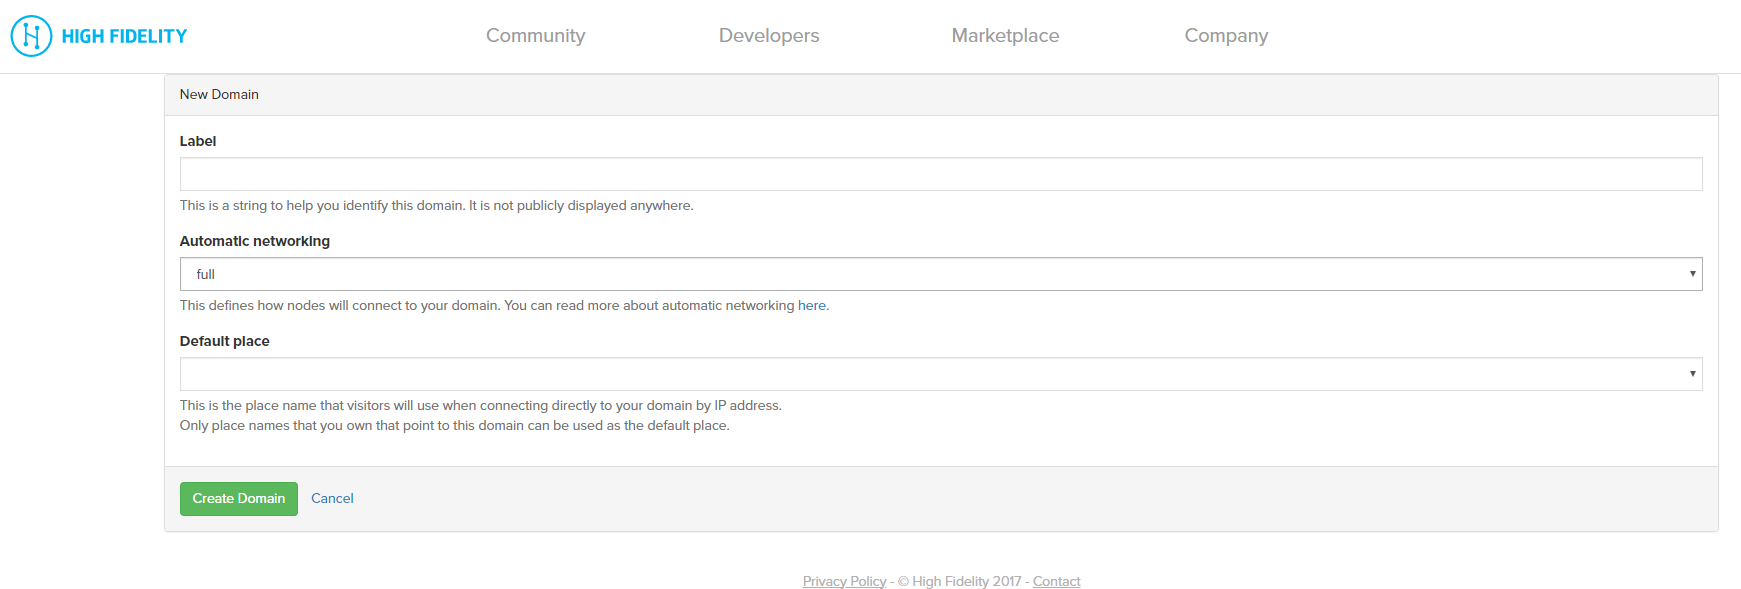 HIGH FIDELITY
Community
Developers
Marketplace
Company
New Domain
Label
This is a string to help you identify this domain. It is not publicly displayed anywhere.
Automatic networking
full
This defines how nodes will connect to your domain. You can read more about automatic networking here.
Default place
This is the place name that visitors will use when connecting directly to your domain by IP address.
Only place names that you own that point to this domain can be used as the default place.
Create Domain Cancel
Privacy Policy - © High Fidelity 2017 - Contact